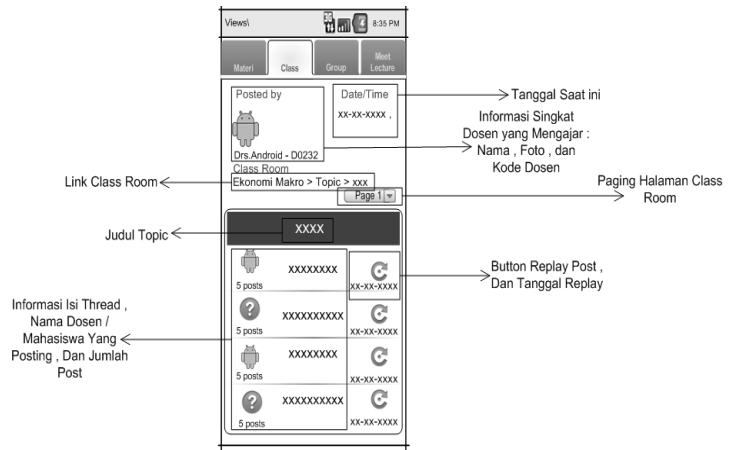 Views\
3G
8:35 PM
Materi
Class
Group
Meet
Lecture
Posted by
Date/Time
xx-xx-xxxx ,
Drs.Android - D0232
Class Room
Ekonomi Makro > Topic > xxx
Page 1
XXXX
xxxxxxxx
5 posts
xx-xx-xxxx
xxxxxxxxxx
5 posts
xx-xx-xxxx
xxxxxxxx
5 posts
xx-xx-xxxx
xxxxxxxxxx
5 posts
xx-xx-xxxx
Tanggal Saat ini
Informasi Singkat
Dosen yang Mengajar :
Nama , Foto , dan
Kode Dosen
Link Class Room
Paging Halaman Class
Room
Judul Topic
Button Replay Post ,
Dan Tanggal Replay
Informasi Isi Thread ,
Nama Dosen /
Mahasiswa Yang
Posting , Dan Jumlah
Post